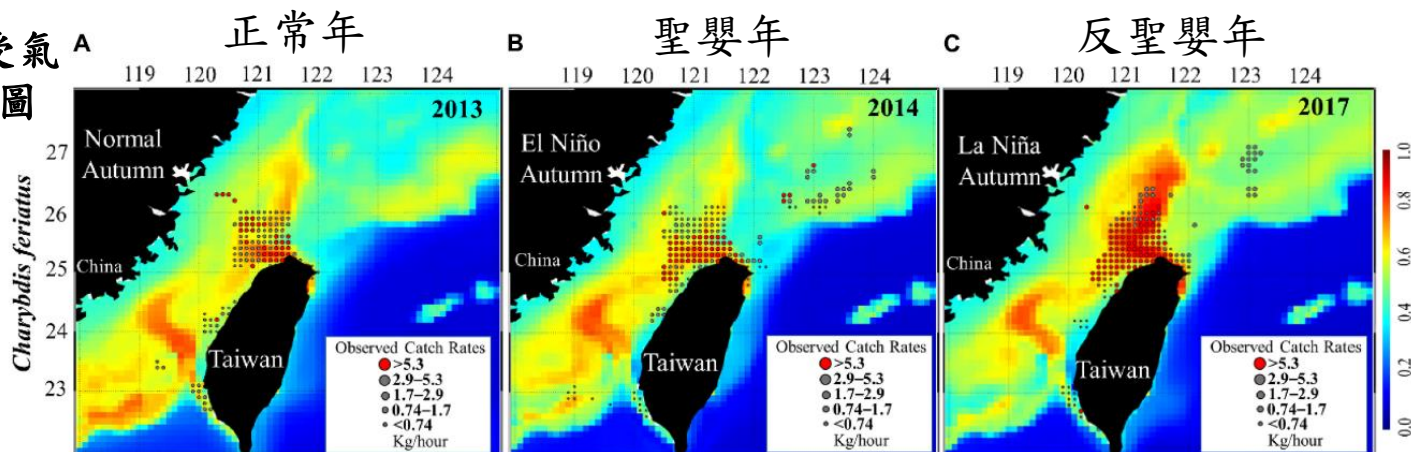 受氣
圖
A 正常年
B 聖嬰年
C 反聖嬰年
119 120 121 122 123 124
119 120 121 122 123 124
119 120 121 122 123 124
2013
2014
2017
Normal
Autumn
El Niño
Autumn
La Niña
Autumn
27
26
25
24
23
Charybdis feriatus
China
Taiwan
Observed Catch Rates
>5.3
2.9–5.3
1.7–2.9
0.74–1.7
<0.74
Kg/hour
China
Taiwan
Observed Catch Rates
>5.3
2.9–5.3
1.7–2.9
0.74–1.7
<0.74
Kg/hour
China
Taiwan
Observed Catch Rates
>5.3
2.9–5.3
1.7–2.9
0.74–1.7
<0.74
Kg/hour
1.0
0.8
0.6
0.4
0.2
0.0